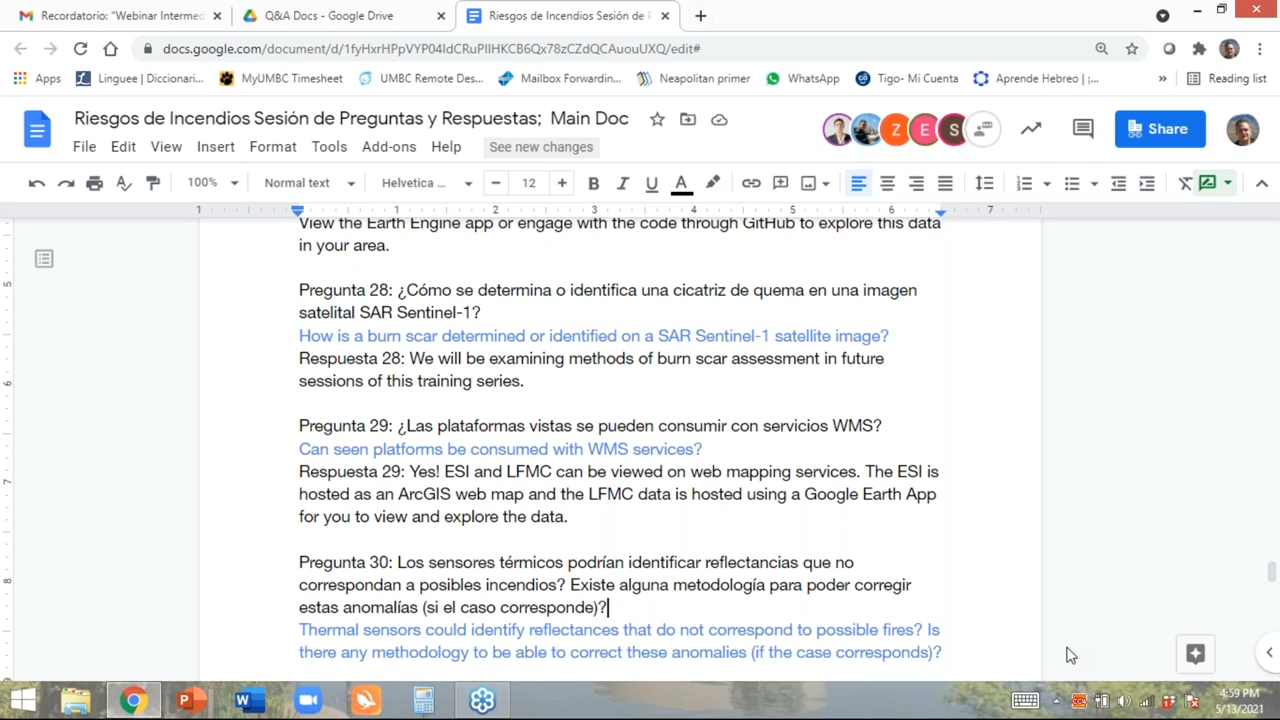 Recordatorio: "Webinar Intermed
Q&A Docs - Google Drive
Riesgos de Incendios Sesión de P
docs.google.com/document/d/1fyHxrHPpVYP04IdCRuPIIHKCB6Qx78zCZdQCAuouUXQ/edit#
Apps
Linguee | Diccionari...
MyUMBC Timesheet
UMBC Remote Des...
Mailbox Forwardin...
Neapolitan primer
WhatsApp
Tigo- Mi Cuenta
Aprende Hebreo | ¡...
»
Reading list
Riesgos de Incendios Sesión de Preguntas y Respuestas; Main Doc
Z E S
Share
File Edit View Insert Format Tools Add-ons Help See new changes
100% Normal text Helvetica ... 12 B I U A
1 1 2 3 4 5 6 7
View the Earth Engine app or engage with the code through GitHub to explore this data
in your area.
5
Pregunta 28: ¿Cómo se determina o identifica una cicatriz de quema en una imagen
satelital SAR Sentinel-1?
How is a burn scar determined or identified on a SAR Sentinel-1 satellite image?
Respuesta 28: We will be examining methods of burn scar assessment in future
sessions of this training series.
6
Pregunta 29: ¿Las plataformas vistas se pueden consumir con servicios WMS?
Can seen platforms be consumed with WMS services?
Respuesta 29: Yes! ESI and LFMC can be viewed on web mapping services. The ESI is
7
hosted as an ArcGIS web map and the LFMC data is hosted using a Google Earth App
for you to view and explore the data.
Pregunta 30: Los sensores térmicos podrían identificar reflectancias que no
8
correspondan a posibles incendios? Existe alguna metodología para poder corregir
estas anomalías (si el caso corresponde)?
Thermal sensors could identify reflectances that do not correspond to possible fires? Is
there any methodology to be able to correct these anomalies (if the case corresponds)?
4:59 PM
5/13/2021